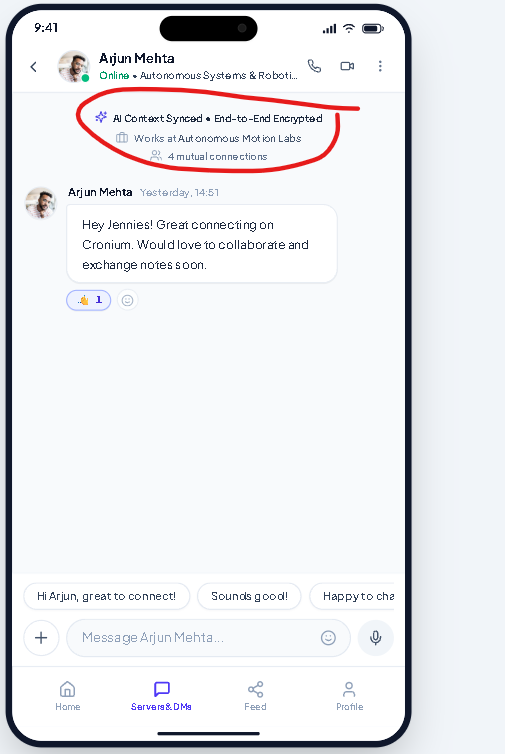 9:41
Arjun Mehta
Online • Autonomous Systems & Roboti...
AI Context Synced • End-to-End Encrypted
Works at Autonomous Motion Labs
4 mutual connections
Arjun Mehta Yesterday, 14:51
Hey Jennies! Great connecting on
Cronium. Would love to collaborate and
exchange notes soon.
1
Hi Arjun, great to connect! Sounds good! Happy to cha
Message Arjun Mehta...
Home Servers&DMs Feed Profile